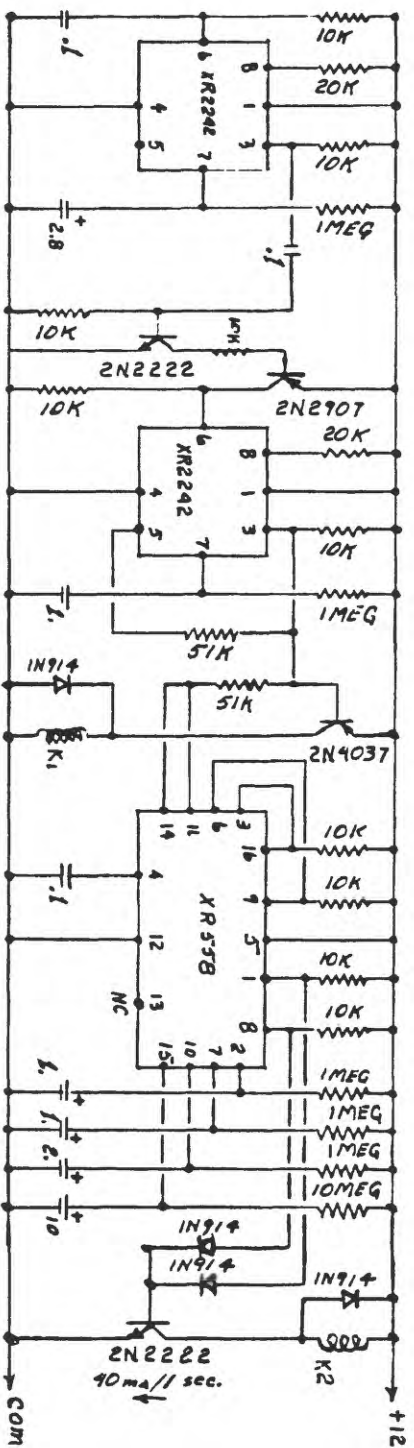 .1
10K
8
20K
6
XR2242
4
1
5
3
10K
7
+
2.8
1MEG
.1
10K
10K
2N2222
2N2907
10K
20K
6
8
XR2242
4
1
5
3
10K
7
1.
1MEG
51K
1N914
51K
K1
2N4037
14
11
6
3
16
10K
4
9
10K
.1
XR558
12
5
1
10K
NC
13
8
10K
15
10
7
2
1. +
1MEG
1. +
1MEG
2. +
1MEG
10 +
10MEG
1N914
1N914
1N914
2N2222
K2
40 ma/1 sec.
COM
+12